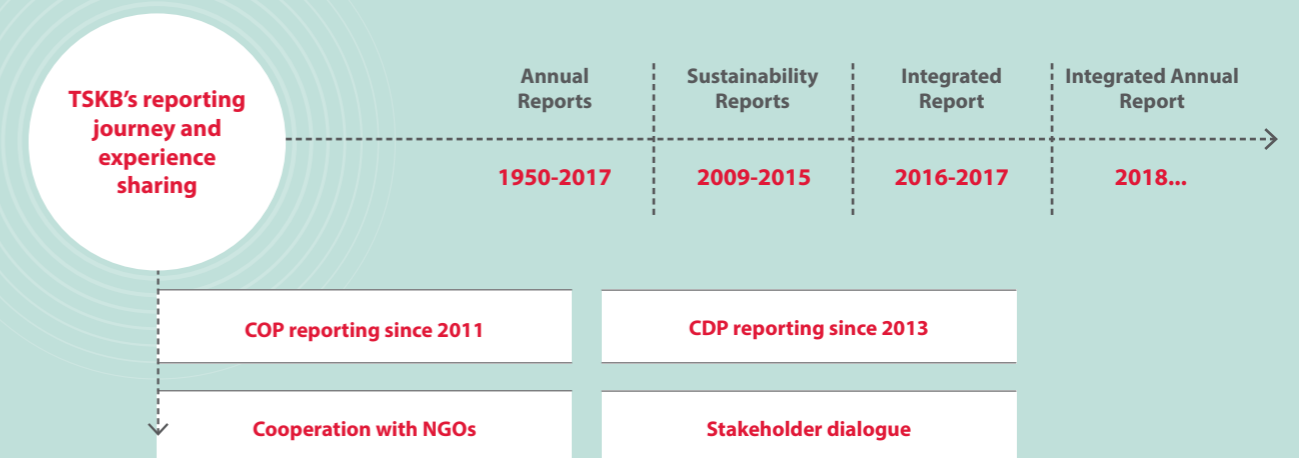 TSKB's reporting
journey and
experience
sharing
Annual
Reports
1950-2017
Sustainability
Reports
2009-2015
Integrated
Report
2016-2017
Integrated Annual
Report
2018...
COP reporting since 2011
CDP reporting since 2013
Cooperation with NGOs
Stakeholder dialogue